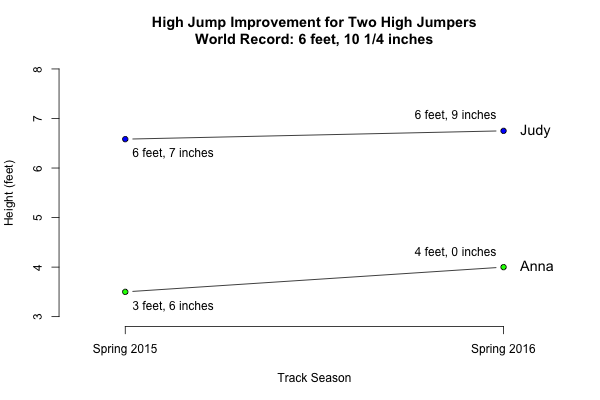 High Jump Improvement for Two High Jumpers
World Record: 6 feet, 10 1/4 inches
8
7
6
5
4
3
Height (feet)
6 feet, 9 inches
Judy
6 feet, 7 inches
4 feet, 0 inches
Anna
3 feet, 6 inches
Spring 2015
Spring 2016
Track Season